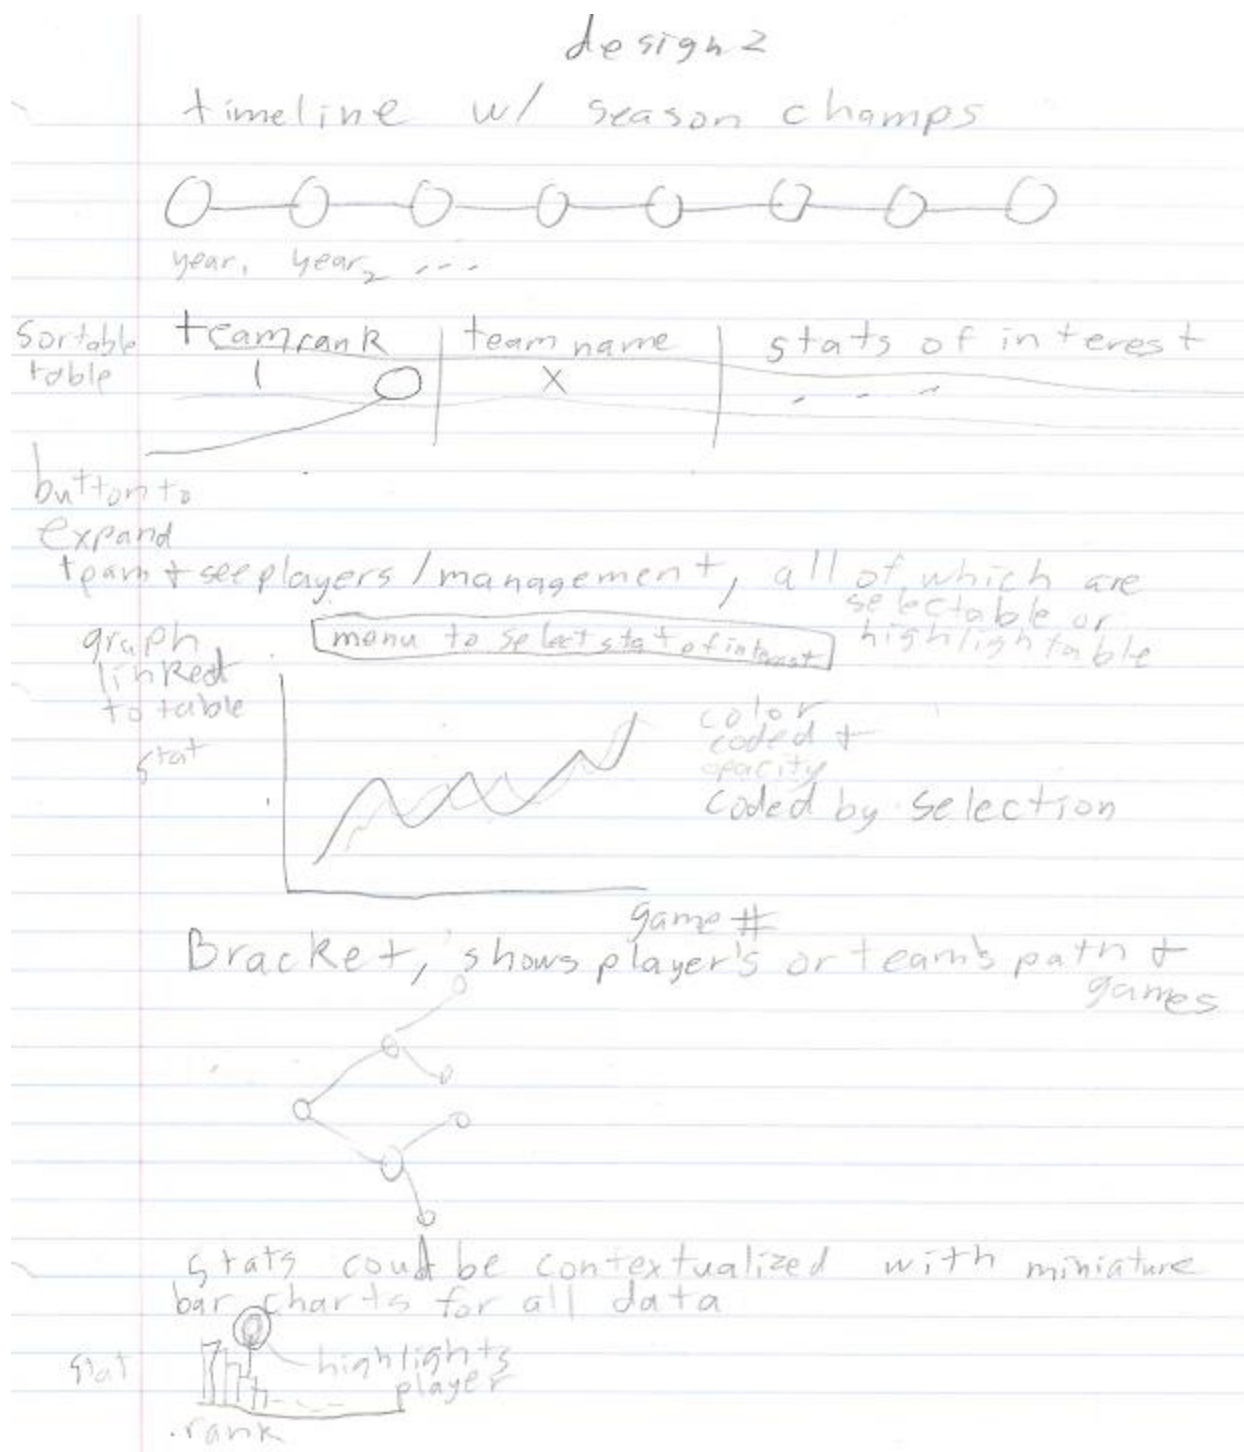 design 2
timeline w/ season champs
year1 year2 ...
sortable table
team rank team name stats of interest
1 X - - -
button to
expand
team + see players / management, all of which are
selectable or
highlightable
menu to select stat of interest
graph
linked
to table
stat
color
coded +
opacity
coded by selection
game #
Bracket, shows player's or team's path +
games
stats could be contextualized with miniature
bar charts for all data
highlights
player
stat
rank